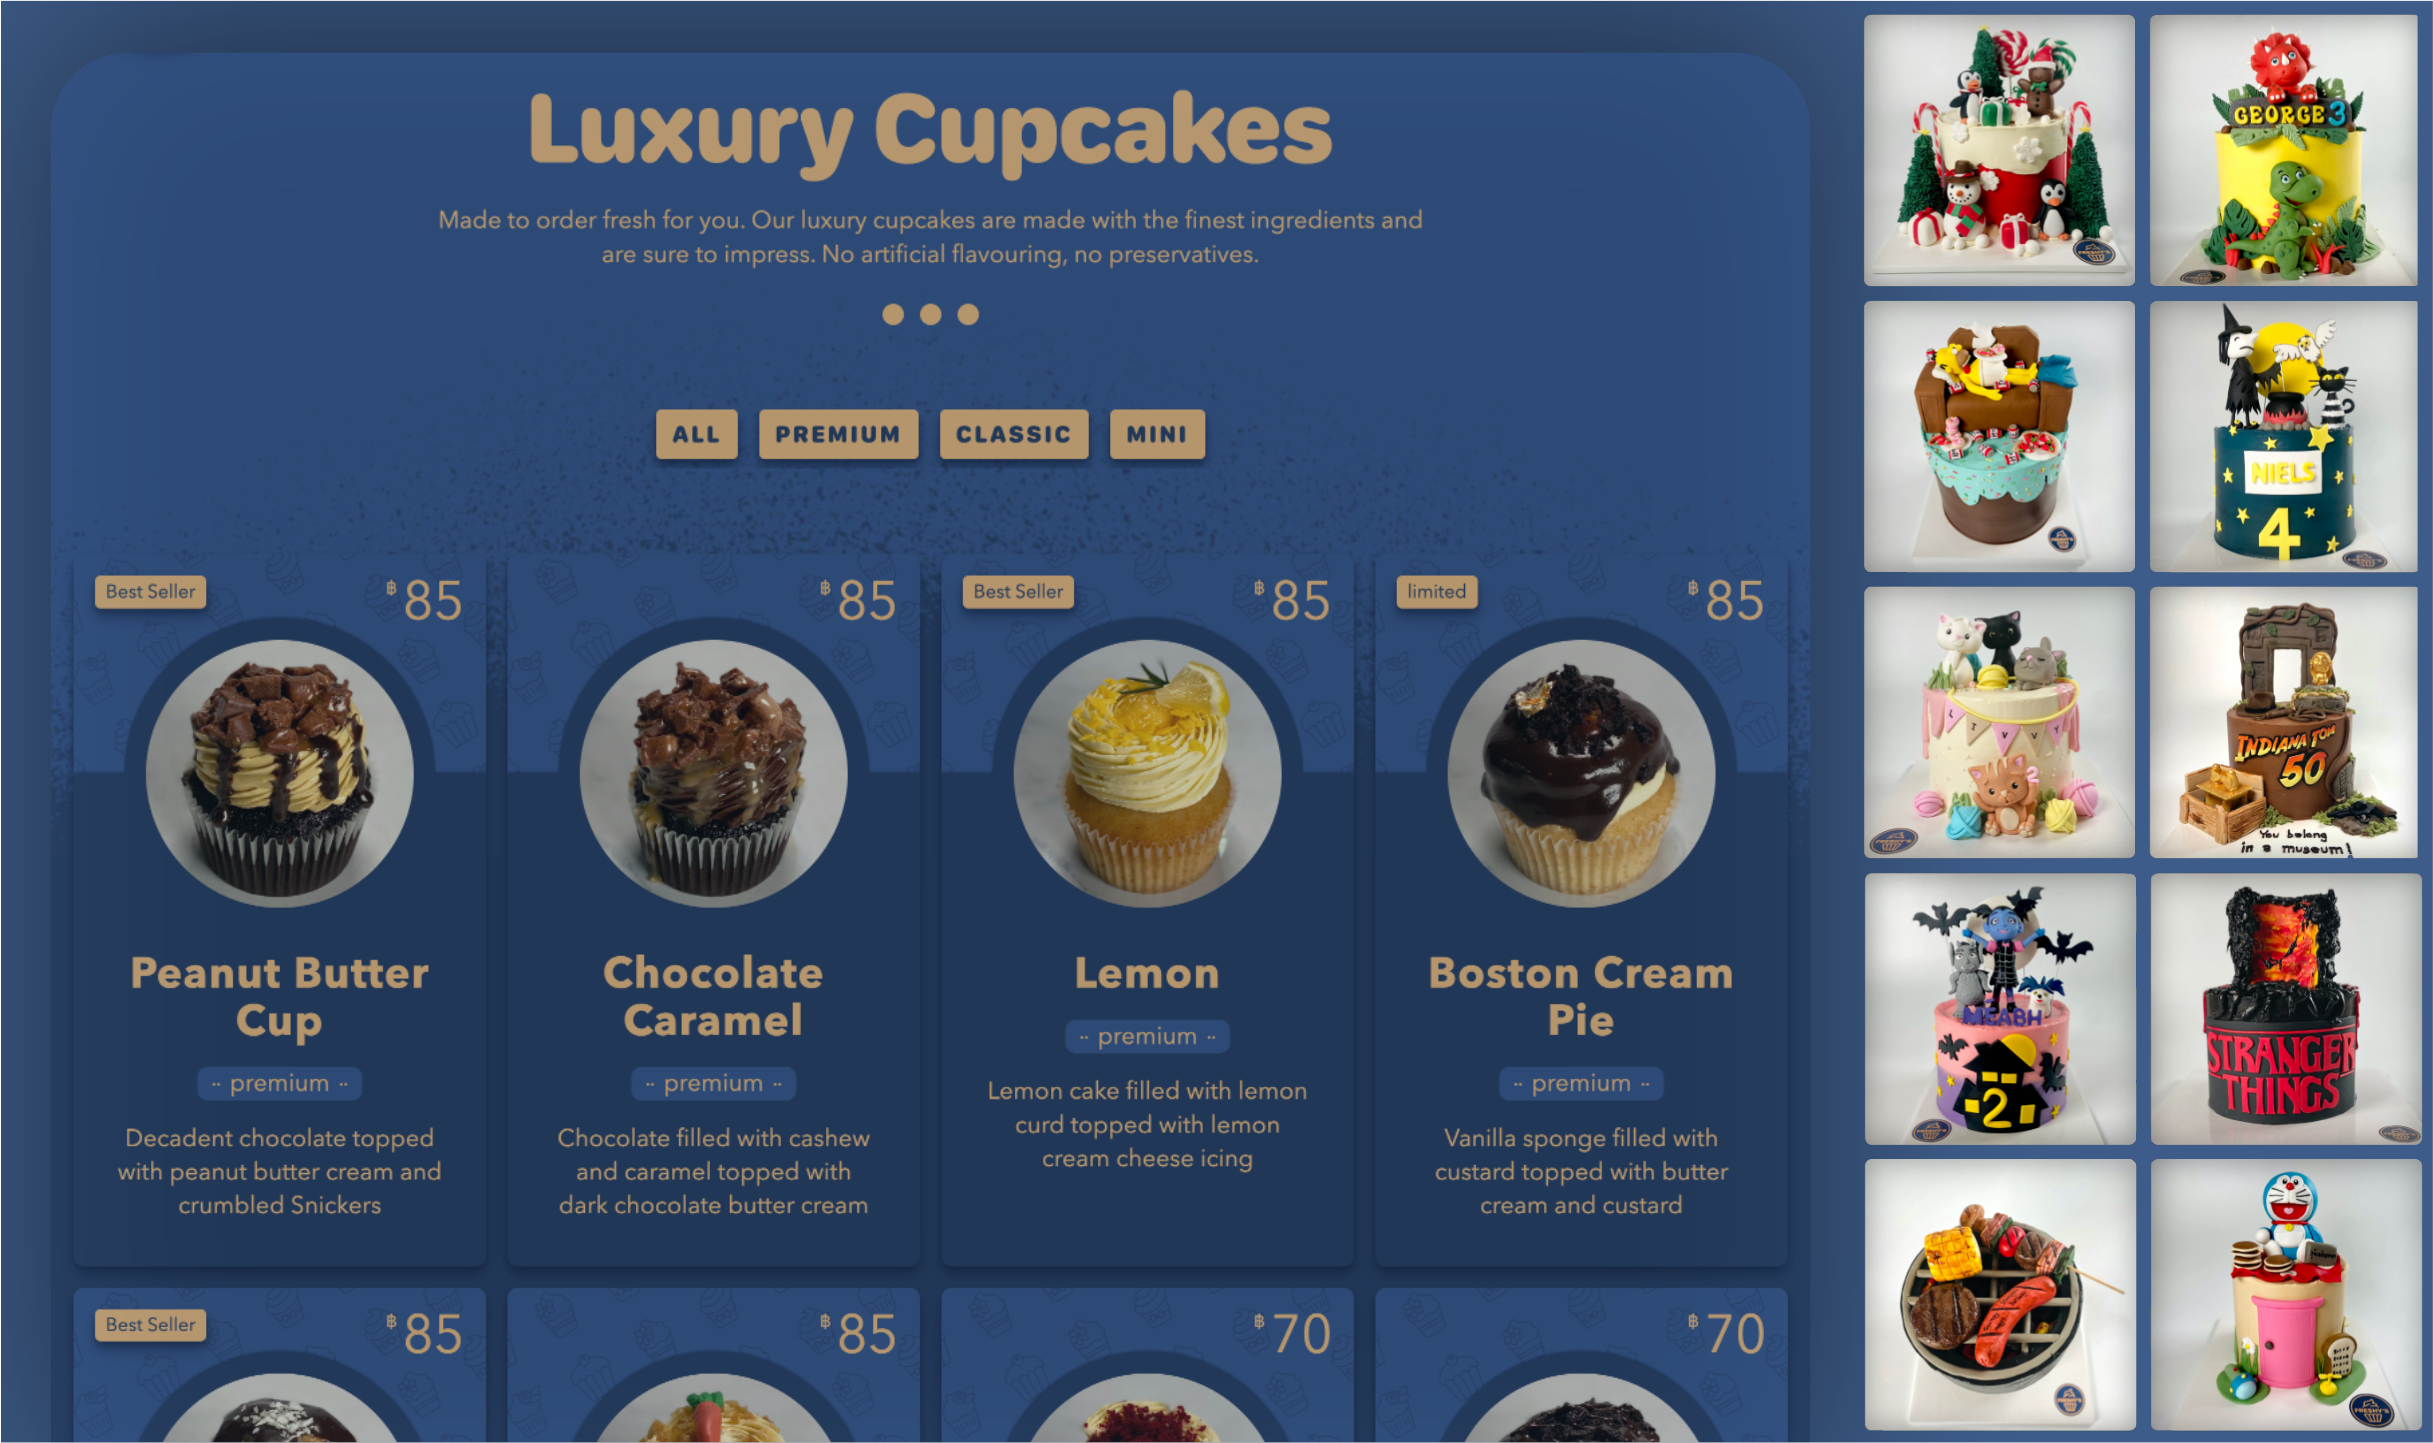 Luxury Cupcakes
Made to order fresh for you. Our luxury cupcakes are made with the finest ingredients and
are sure to impress. No artificial flavouring, no preservatives.
ALL
PREMIUM
CLASSIC
MINI
Best Seller
฿85
Peanut Butter
Cup
·· premium ··
Decadent chocolate topped
with peanut butter cream and
crumbled Snickers
฿85
Chocolate
Caramel
·· premium ··
Chocolate filled with cashew
and caramel topped with
dark chocolate butter cream
Best Seller
฿85
Lemon
·· premium ··
Lemon cake filled with lemon
curd topped with lemon
cream cheese icing
limited
฿85
Boston Cream
Pie
·· premium ··
Vanilla sponge filled with
custard topped with butter
cream and custard
Best Seller
฿85
฿85
฿70
฿70
GEORGE 3
NIELS
4
LIVVY
2
INDIANA TOM
50
You belong
in a museum!
MEABH
2
STRANGER
THINGS
FRESHY'S